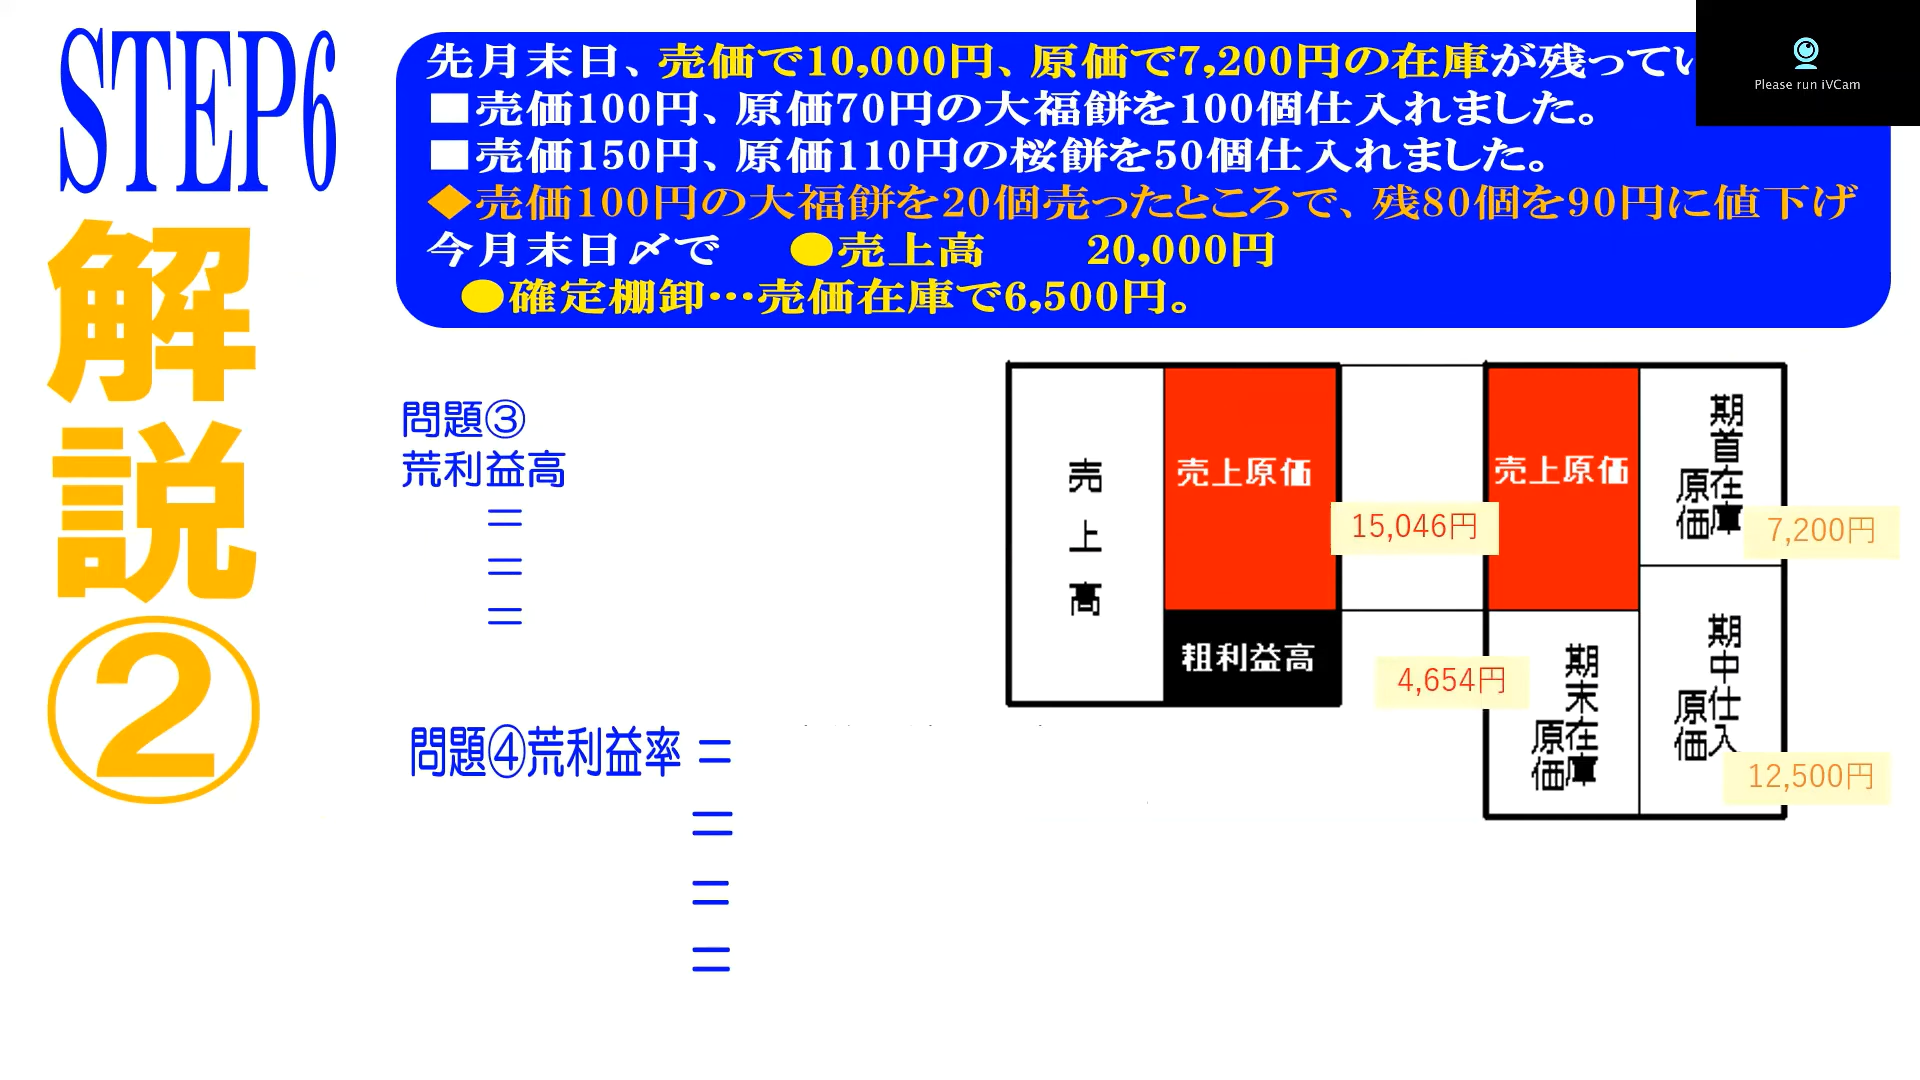 STEP6
解説②
先月末日、売価で10,000円、原価で7,200円の在庫が残って
■売価100円、原価70円の大福餅を100個仕入れました。
■売価150円、原価110円の桜餅を50個仕入れました。
◆売価100円の大福餅を20個売ったところで、残80個を90円に値下げ
今月末日〆で ●売上高 20,000円
●確定棚卸…売価在庫で6,500円。
Please run iVCam
問題③
荒利益高
=
=
=
売上高
売上原価
15,046円
粗利益高
4,654円
売上原価
期首在庫原価
7,200円
期末在庫原価
期中仕入原価
12,500円
問題④荒利益率 =
=
=
=